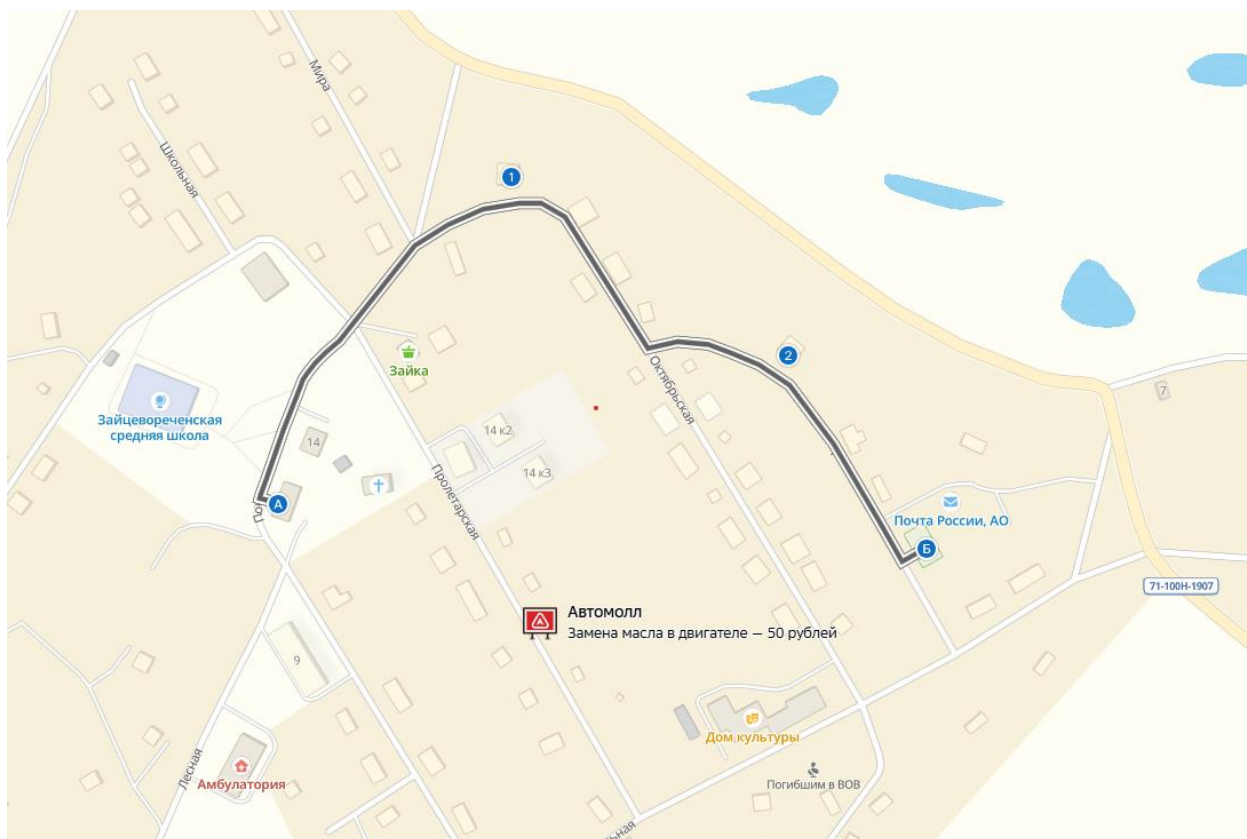 Мира
Школьная
1
Октябрьская
2
7
Зайка
Зайцевореченская
средняя школа
14
14 к2
14 к3
Пролетарская
А
Почта России, АО
Б
71-100Н-1907
Автомолл
Замена масла в двигателе — 50 рублей
9
Лесная
Амбулатория
Дом культуры
Погибшим в ВОВ